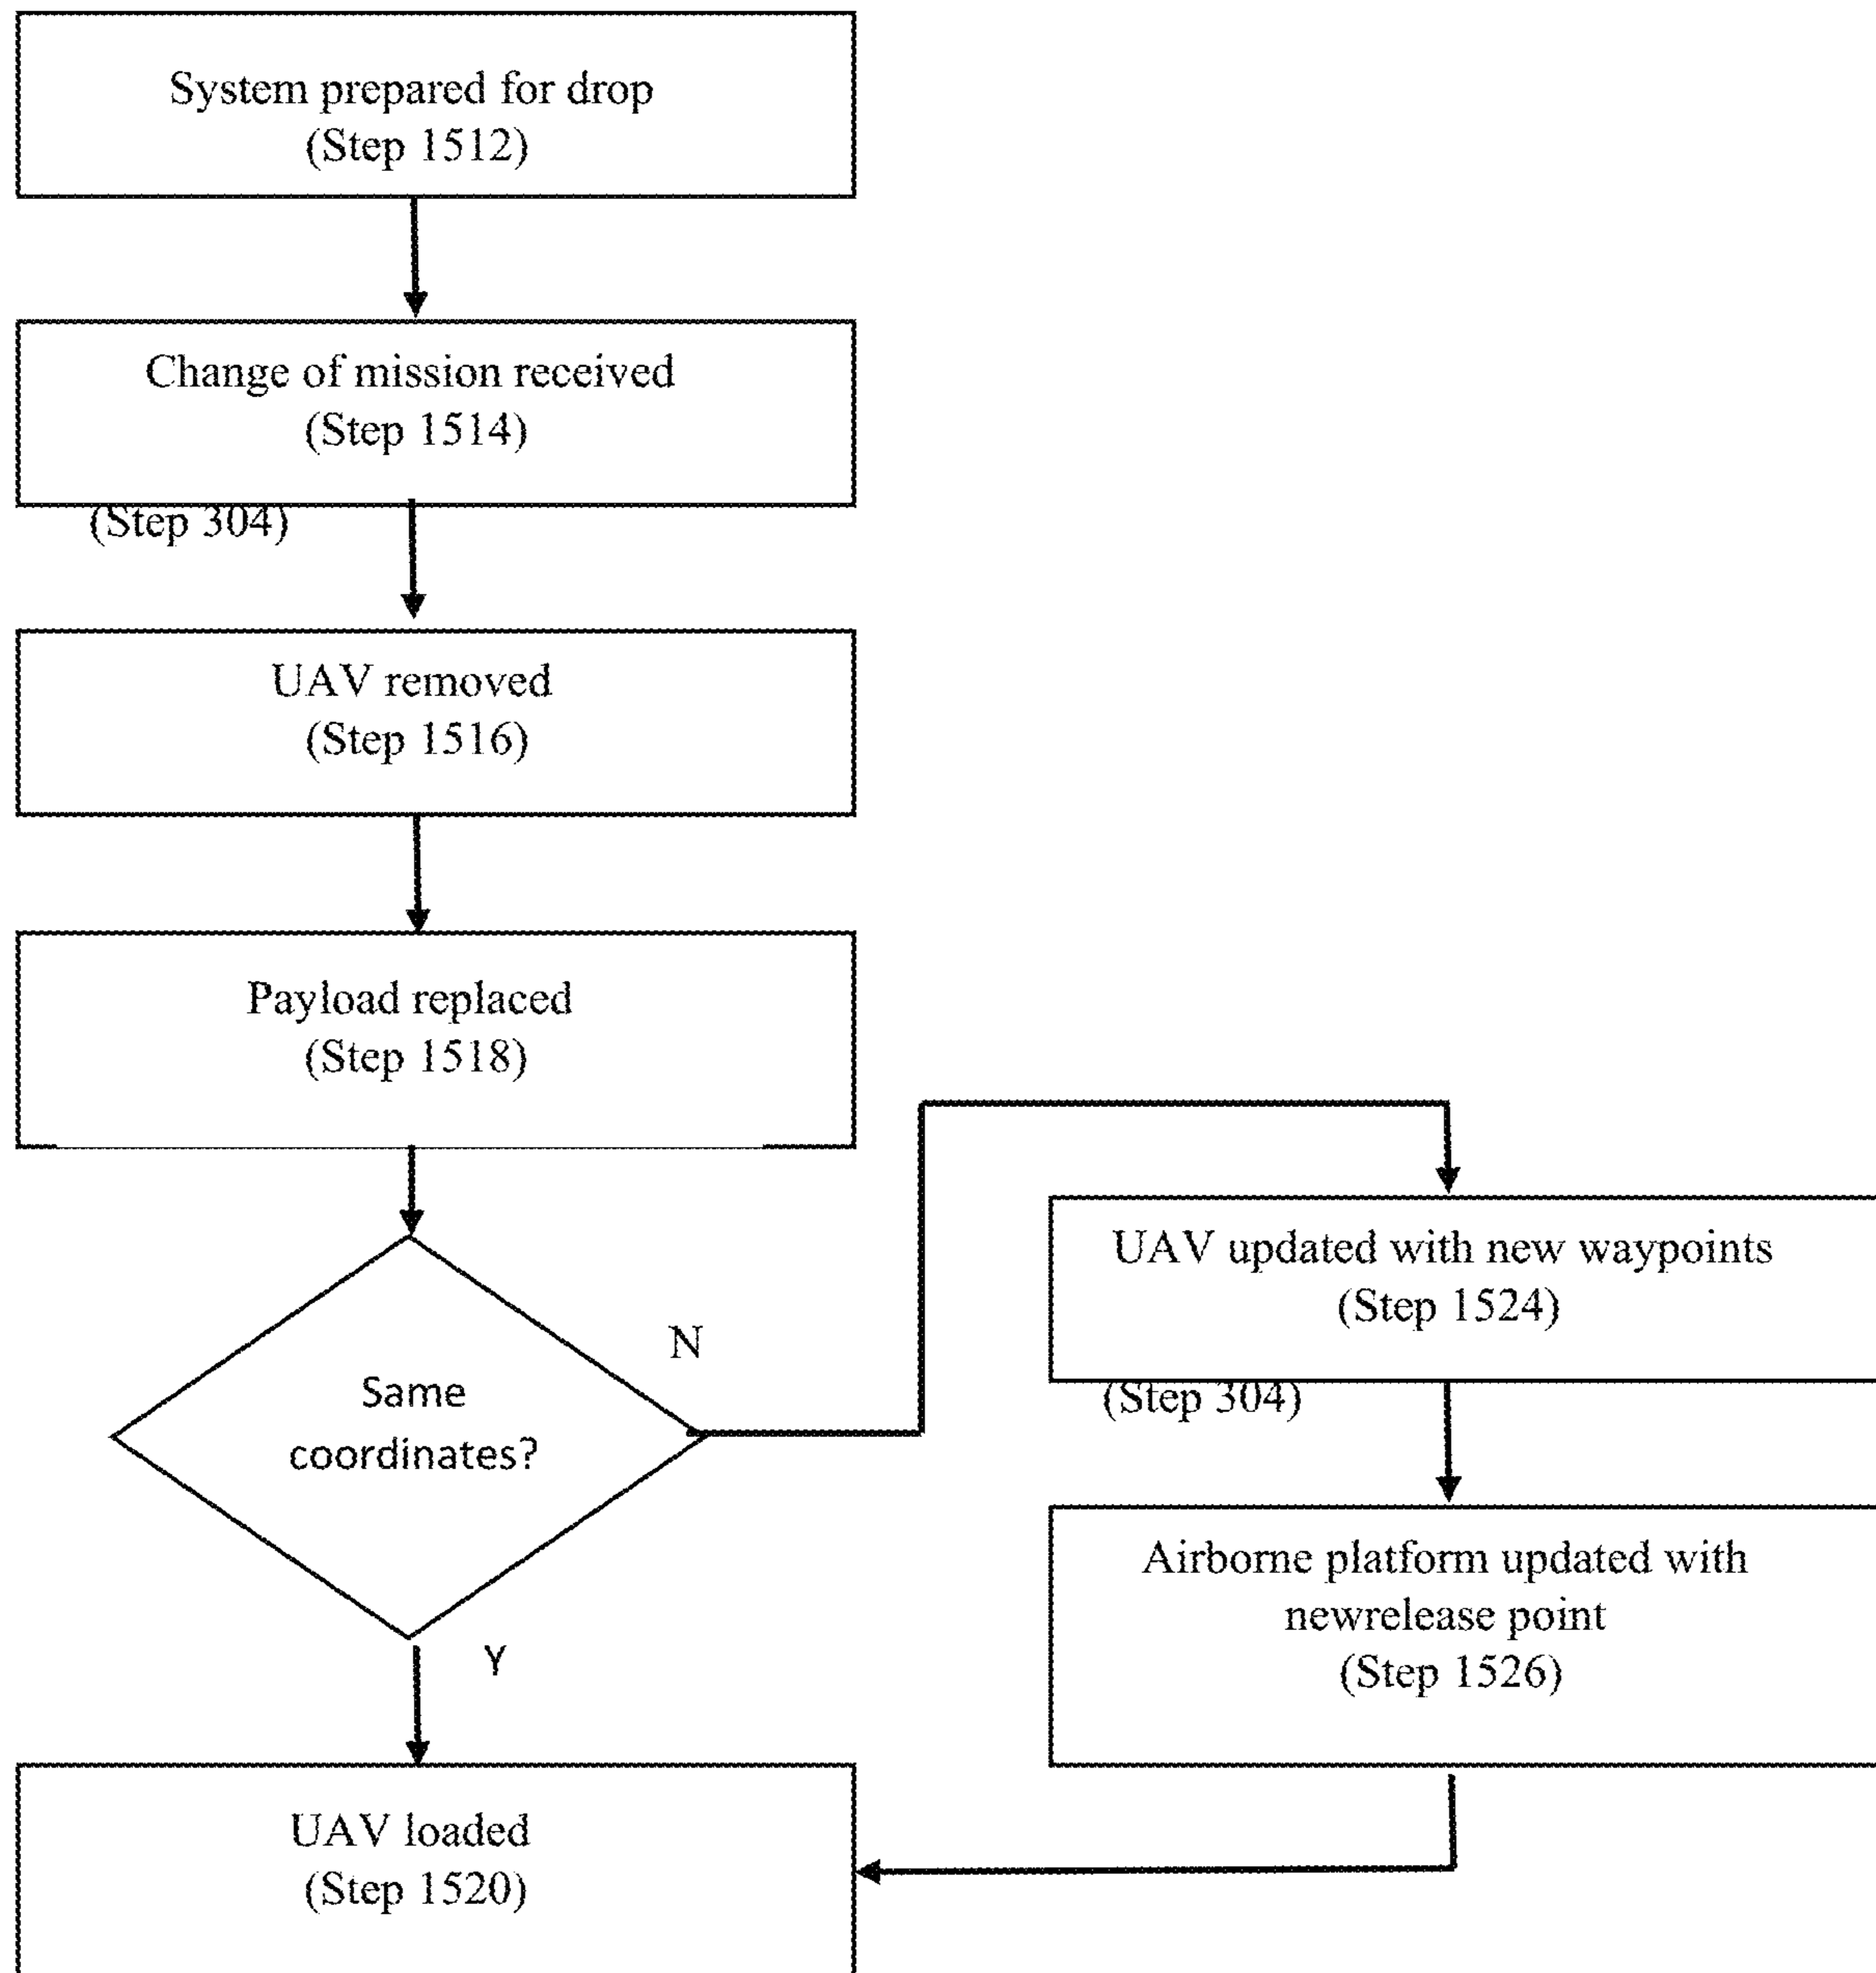 System prepared for drop
(Step 1512)
Change of mission received
(Step 1514)
(Step 304)
UAV removed
(Step 1516)
Payload replaced
(Step 1518)
Same
coordinates?
N
Y
UAV loaded
(Step 1520)
UAV updated with new waypoints
(Step 1524)
(Step 304)
Airborne platform updated with
newrelease point
(Step 1526)